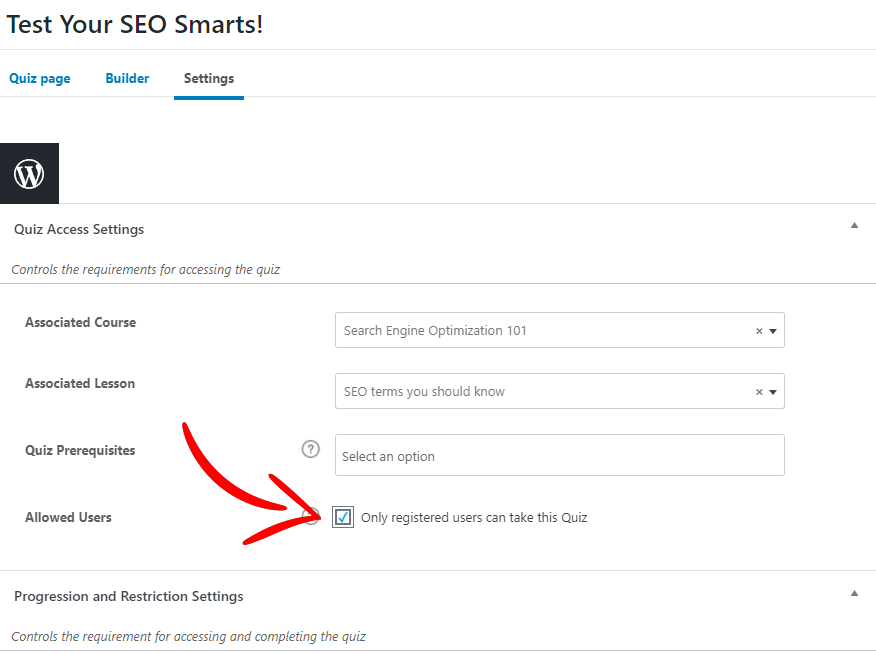 Test Your SEO Smarts!
Quiz page Builder Settings
Quiz Access Settings
Controls the requirements for accessing the quiz
Associated Course
Search Engine Optimization 101
Associated Lesson
SEO terms you should know
Quiz Prerequisites
Select an option
Allowed Users
Only registered users can take this Quiz
Progression and Restriction Settings
Controls the requirement for accessing and completing the quiz